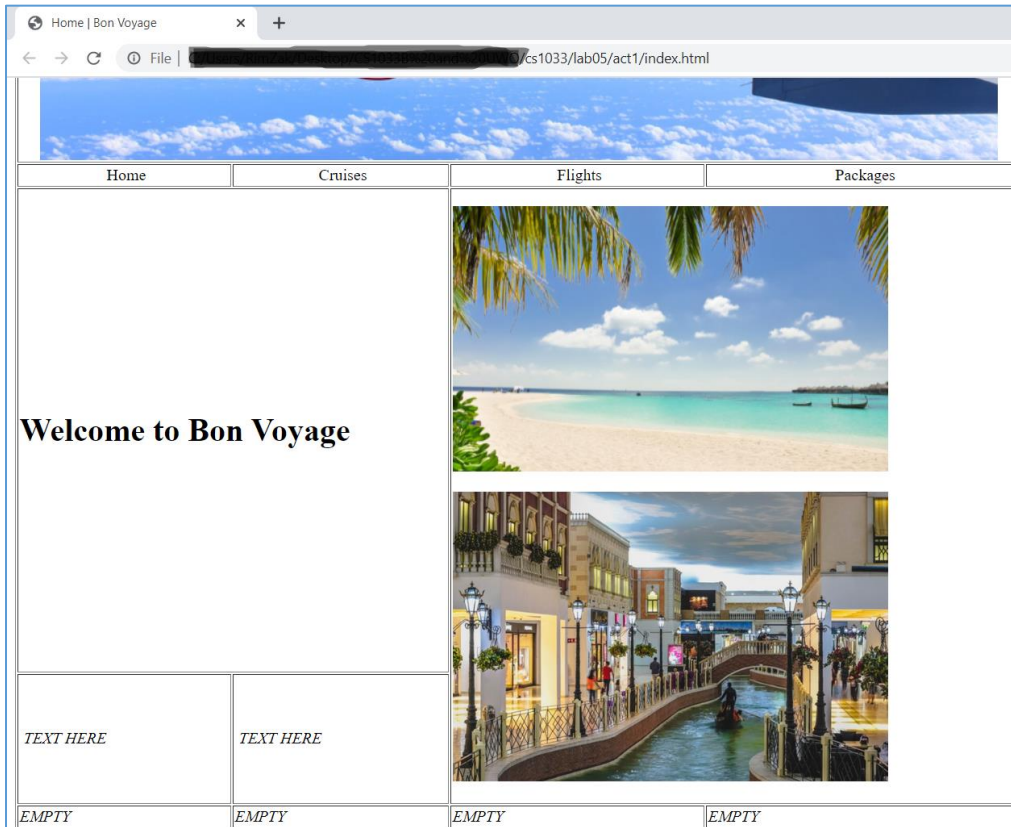 Home | Bon Voyage
File | /cs1033/lab05/act1/index.html
Home Cruises Flights Packages
Welcome to Bon Voyage
TEXT HERE TEXT HERE
EMPTY EMPTY EMPTY EMPTY